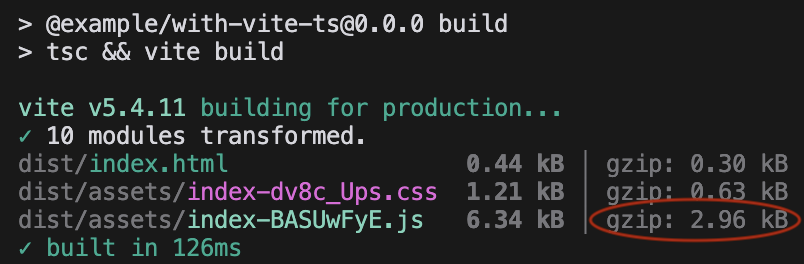 > @example/with-vite-ts@0.0.0 build
> tsc && vite build
vite v5.4.11 building for production...
✓ 10 modules transformed.
dist/index.html 0.44 kB │ gzip: 0.30 kB
dist/assets/index-dv8c_Ups.css 1.21 kB │ gzip: 0.63 kB
dist/assets/index-BASUwFyE.js 6.34 kB │ gzip: 2.96 kB
✓ built in 126ms